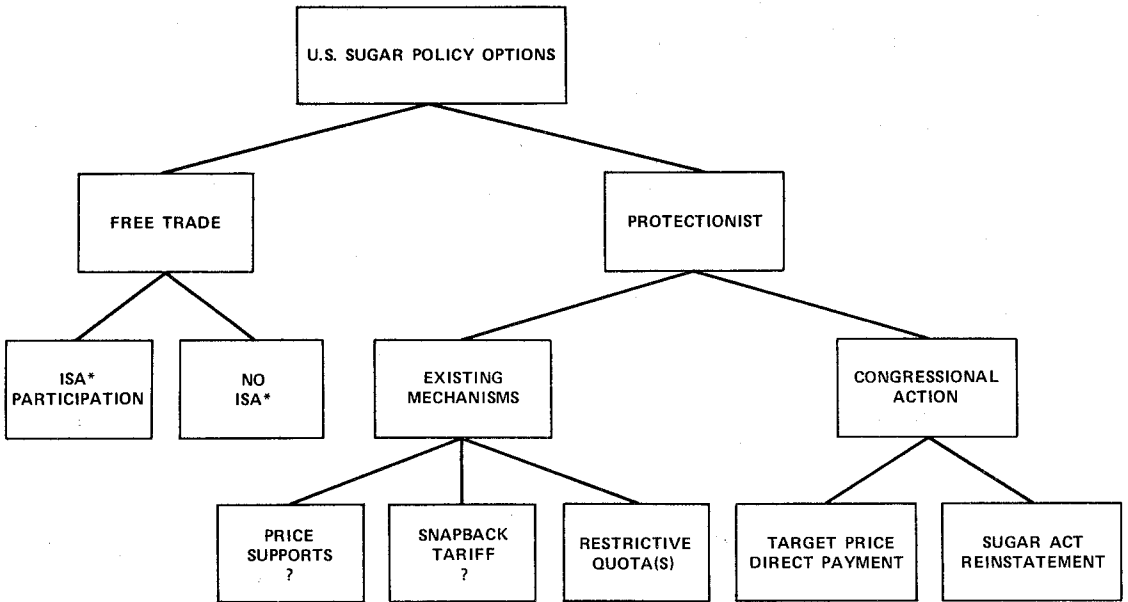 U.S. SUGAR POLICY OPTIONS
FREE TRADE
PROTECTIONIST
ISA*
PARTICIPATION
NO
ISA*
EXISTING
MECHANISMS
CONGRESSIONAL
ACTION
PRICE
SUPPORTS
?
SNAPBACK
TARIFF
?
RESTRICTIVE
QUOTA(S)
TARGET PRICE
DIRECT PAYMENT
SUGAR ACT
REINSTATEMENT